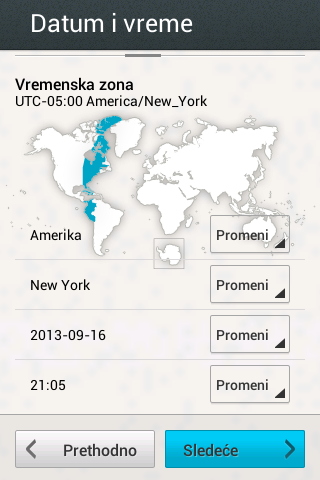 Datum i vreme
Vremenska zona
UTC-05:00 America/New_York
Amerika Promeni
New York Promeni
2013-09-16 Promeni
21:05 Promeni
Prethodno Sledeće